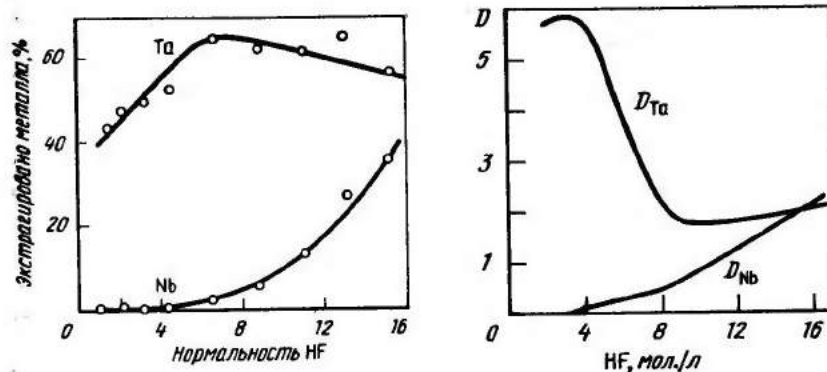 Экстрагировано металла, %
60
40
20
0
4
8
12
16
Ta
Nb
Нормальность HF
D
5
3
1
0
4
8
12
16
D_Ta
D_Nb
HF, мол./л